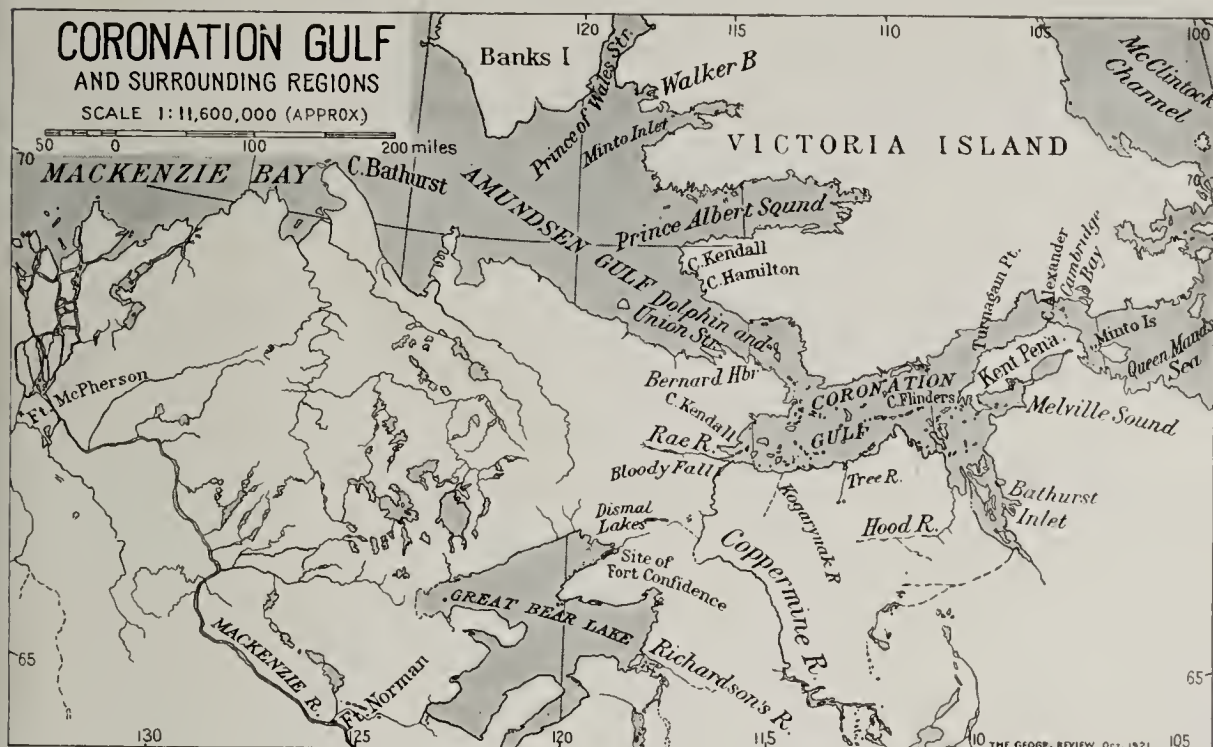 CORONATION GULF
AND SURROUNDING REGIONS
SCALE 1:11,600,000 (APPROX)
50 0 100 200 miles
120
115
110
105
100
Banks I
Prince of Wales Str.
Walker B
Minto Inlet
McClintock
Channel
VICTORIA ISLAND
70
MACKENZIE BAY
C. Bathurst
AMUNDSEN GULF
Prince Albert Sound
70
C. Kendall
C. Hamilton
Dolphin and
Union Str.
Turnagain Pt.
C. Alexander
Cambridge
Bay
Minto Is
Queen Mauds
Sea
Kent Pen'a.
Ft. McPherson
Bernard Hbr
CORONATION
GULF
C. Flinders
Melville Sound
C. Kendall
Rae R.
Bloody Fall
Tree R.
Kogarynak R
Bathurst
Inlet
Hood R.
Dismal
Lakes
Coppermine R.
Site of
Fort Confidence
GREAT BEAR LAKE
65
MACKENZIE R.
Ft. Norman
Richardson's R.
65
130
125
120
115
110
THE GEOGR. REVIEW, Oct. 1921
105